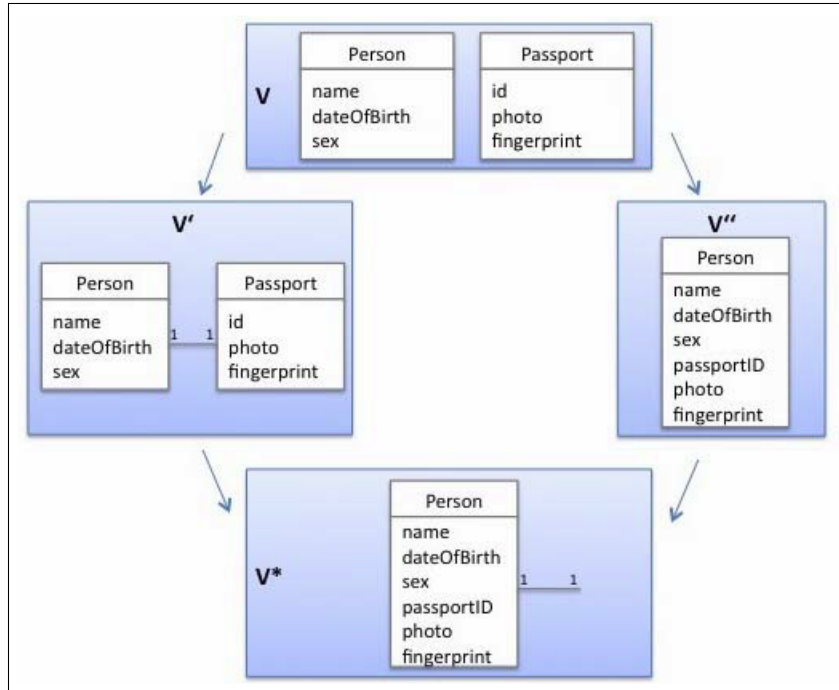 V
Person
name
dateOfBirth
sex
Passport
id
photo
fingerprint
V‘
Person
name
dateOfBirth
sex
1 1
Passport
id
photo
fingerprint
V‘‘
Person
name
dateOfBirth
sex
passportID
photo
fingerprint
V*
Person
name
dateOfBirth
sex
passportID
photo
fingerprint
1 1